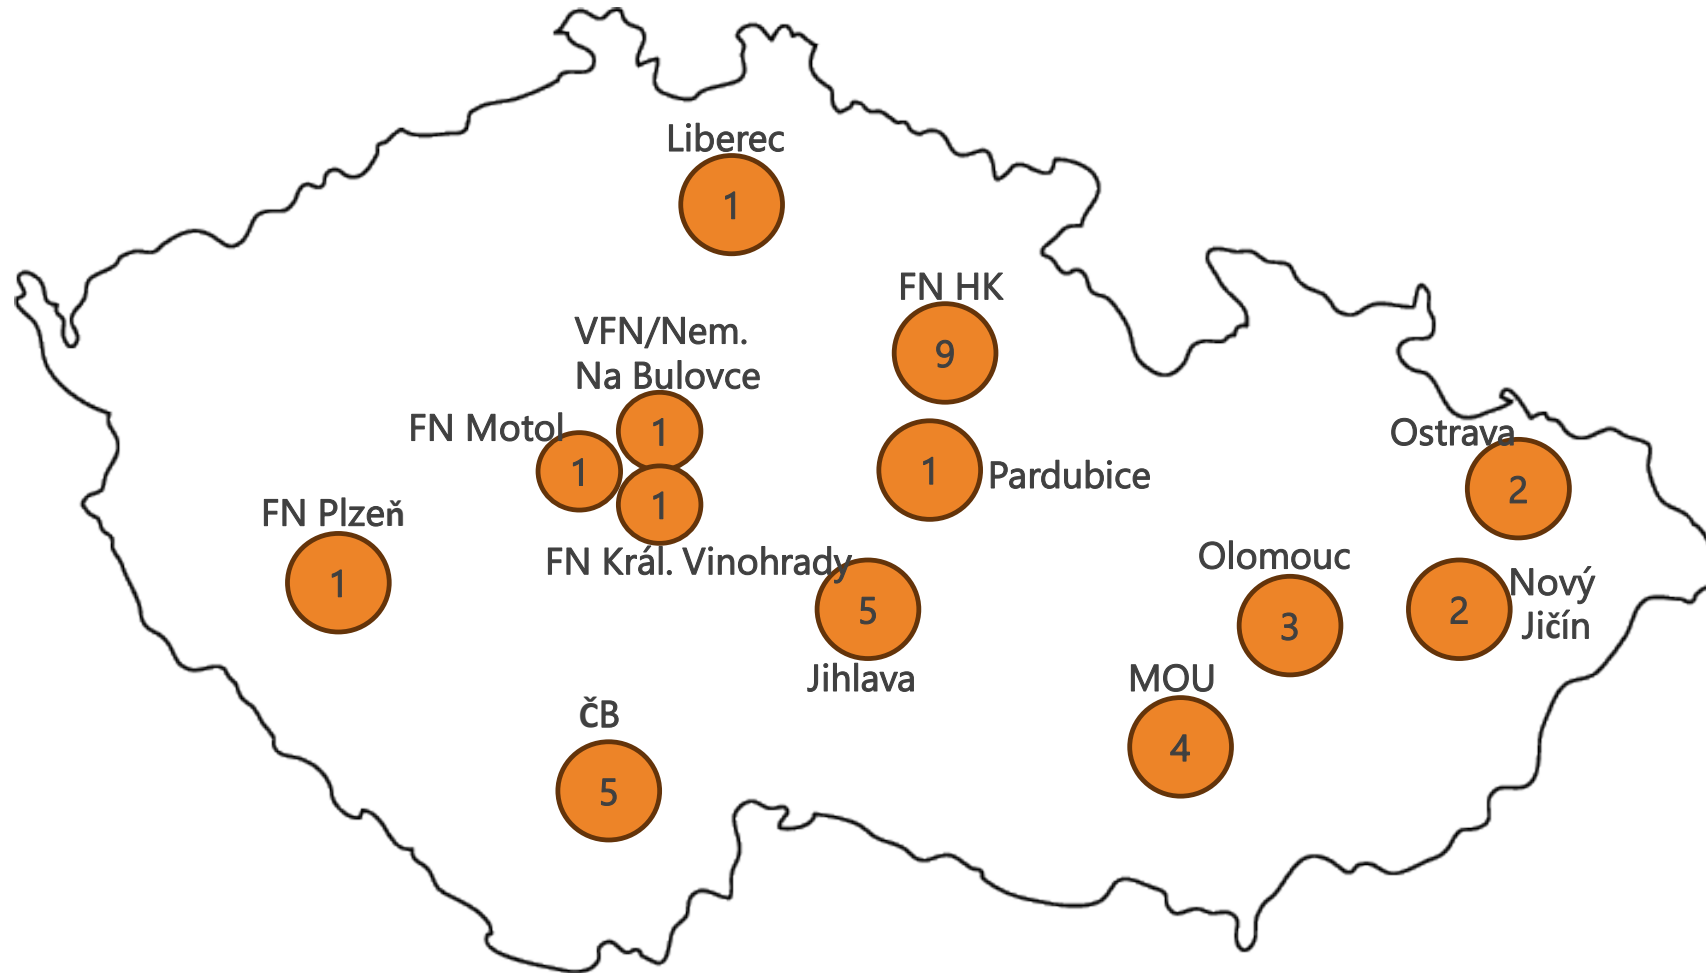 Liberec
1
FN HK
9
VFN/Nem.
Na Bulovce
1
FN Motol
1
1
FN Král. Vinohrady
1
Pardubice
Ostrava
2
FN Plzeň
1
5
Jihlava
Olomouc
3
2
Nový
Jičín
MOU
4
ČB
5